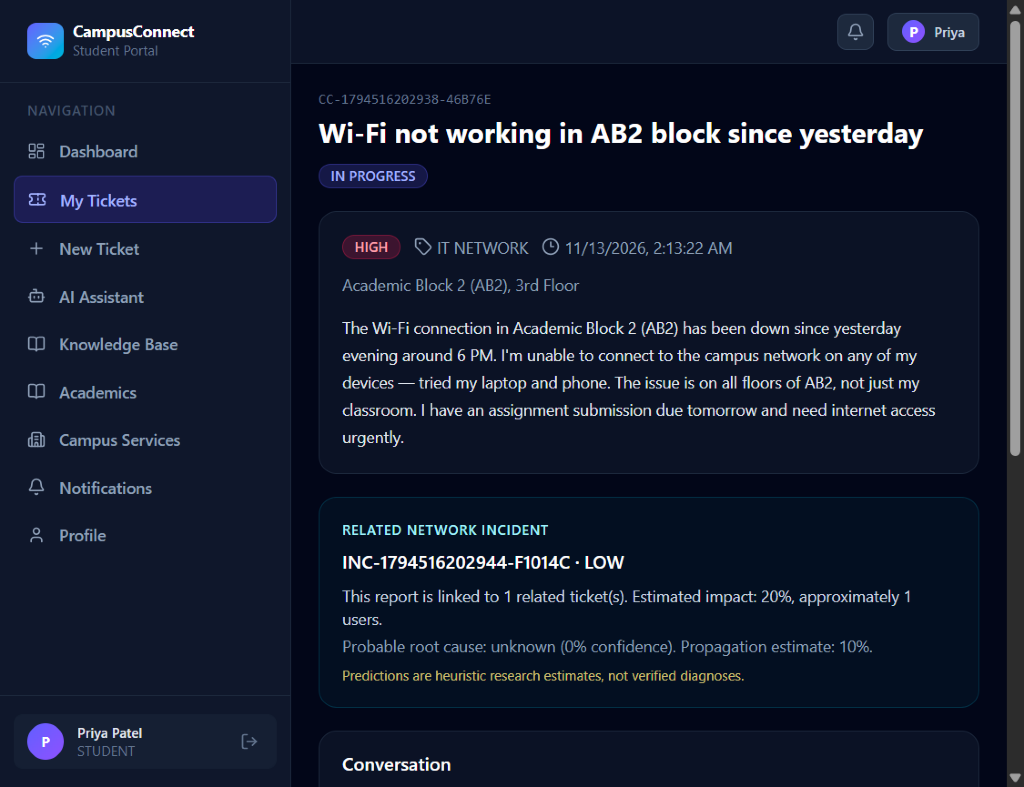 CampusConnect
Student Portal
NAVIGATION
Dashboard
My Tickets
New Ticket
AI Assistant
Knowledge Base
Academics
Campus Services
Notifications
Profile
P
Priya Patel
STUDENT
P
Priya
CC-1794516202938-46B76E
Wi-Fi not working in AB2 block since yesterday
IN PROGRESS
HIGH
IT NETWORK
11/13/2026, 2:13:22 AM
Academic Block 2 (AB2), 3rd Floor
The Wi-Fi connection in Academic Block 2 (AB2) has been down since yesterday
evening around 6 PM. I'm unable to connect to the campus network on any of my
devices — tried my laptop and phone. The issue is on all floors of AB2, not just my
classroom. I have an assignment submission due tomorrow and need internet access
urgently.
RELATED NETWORK INCIDENT
INC-1794516202944-F1014C · LOW
This report is linked to 1 related ticket(s). Estimated impact: 20%, approximately 1
users.
Probable root cause: unknown (0% confidence). Propagation estimate: 10%.
Predictions are heuristic research estimates, not verified diagnoses.
Conversation